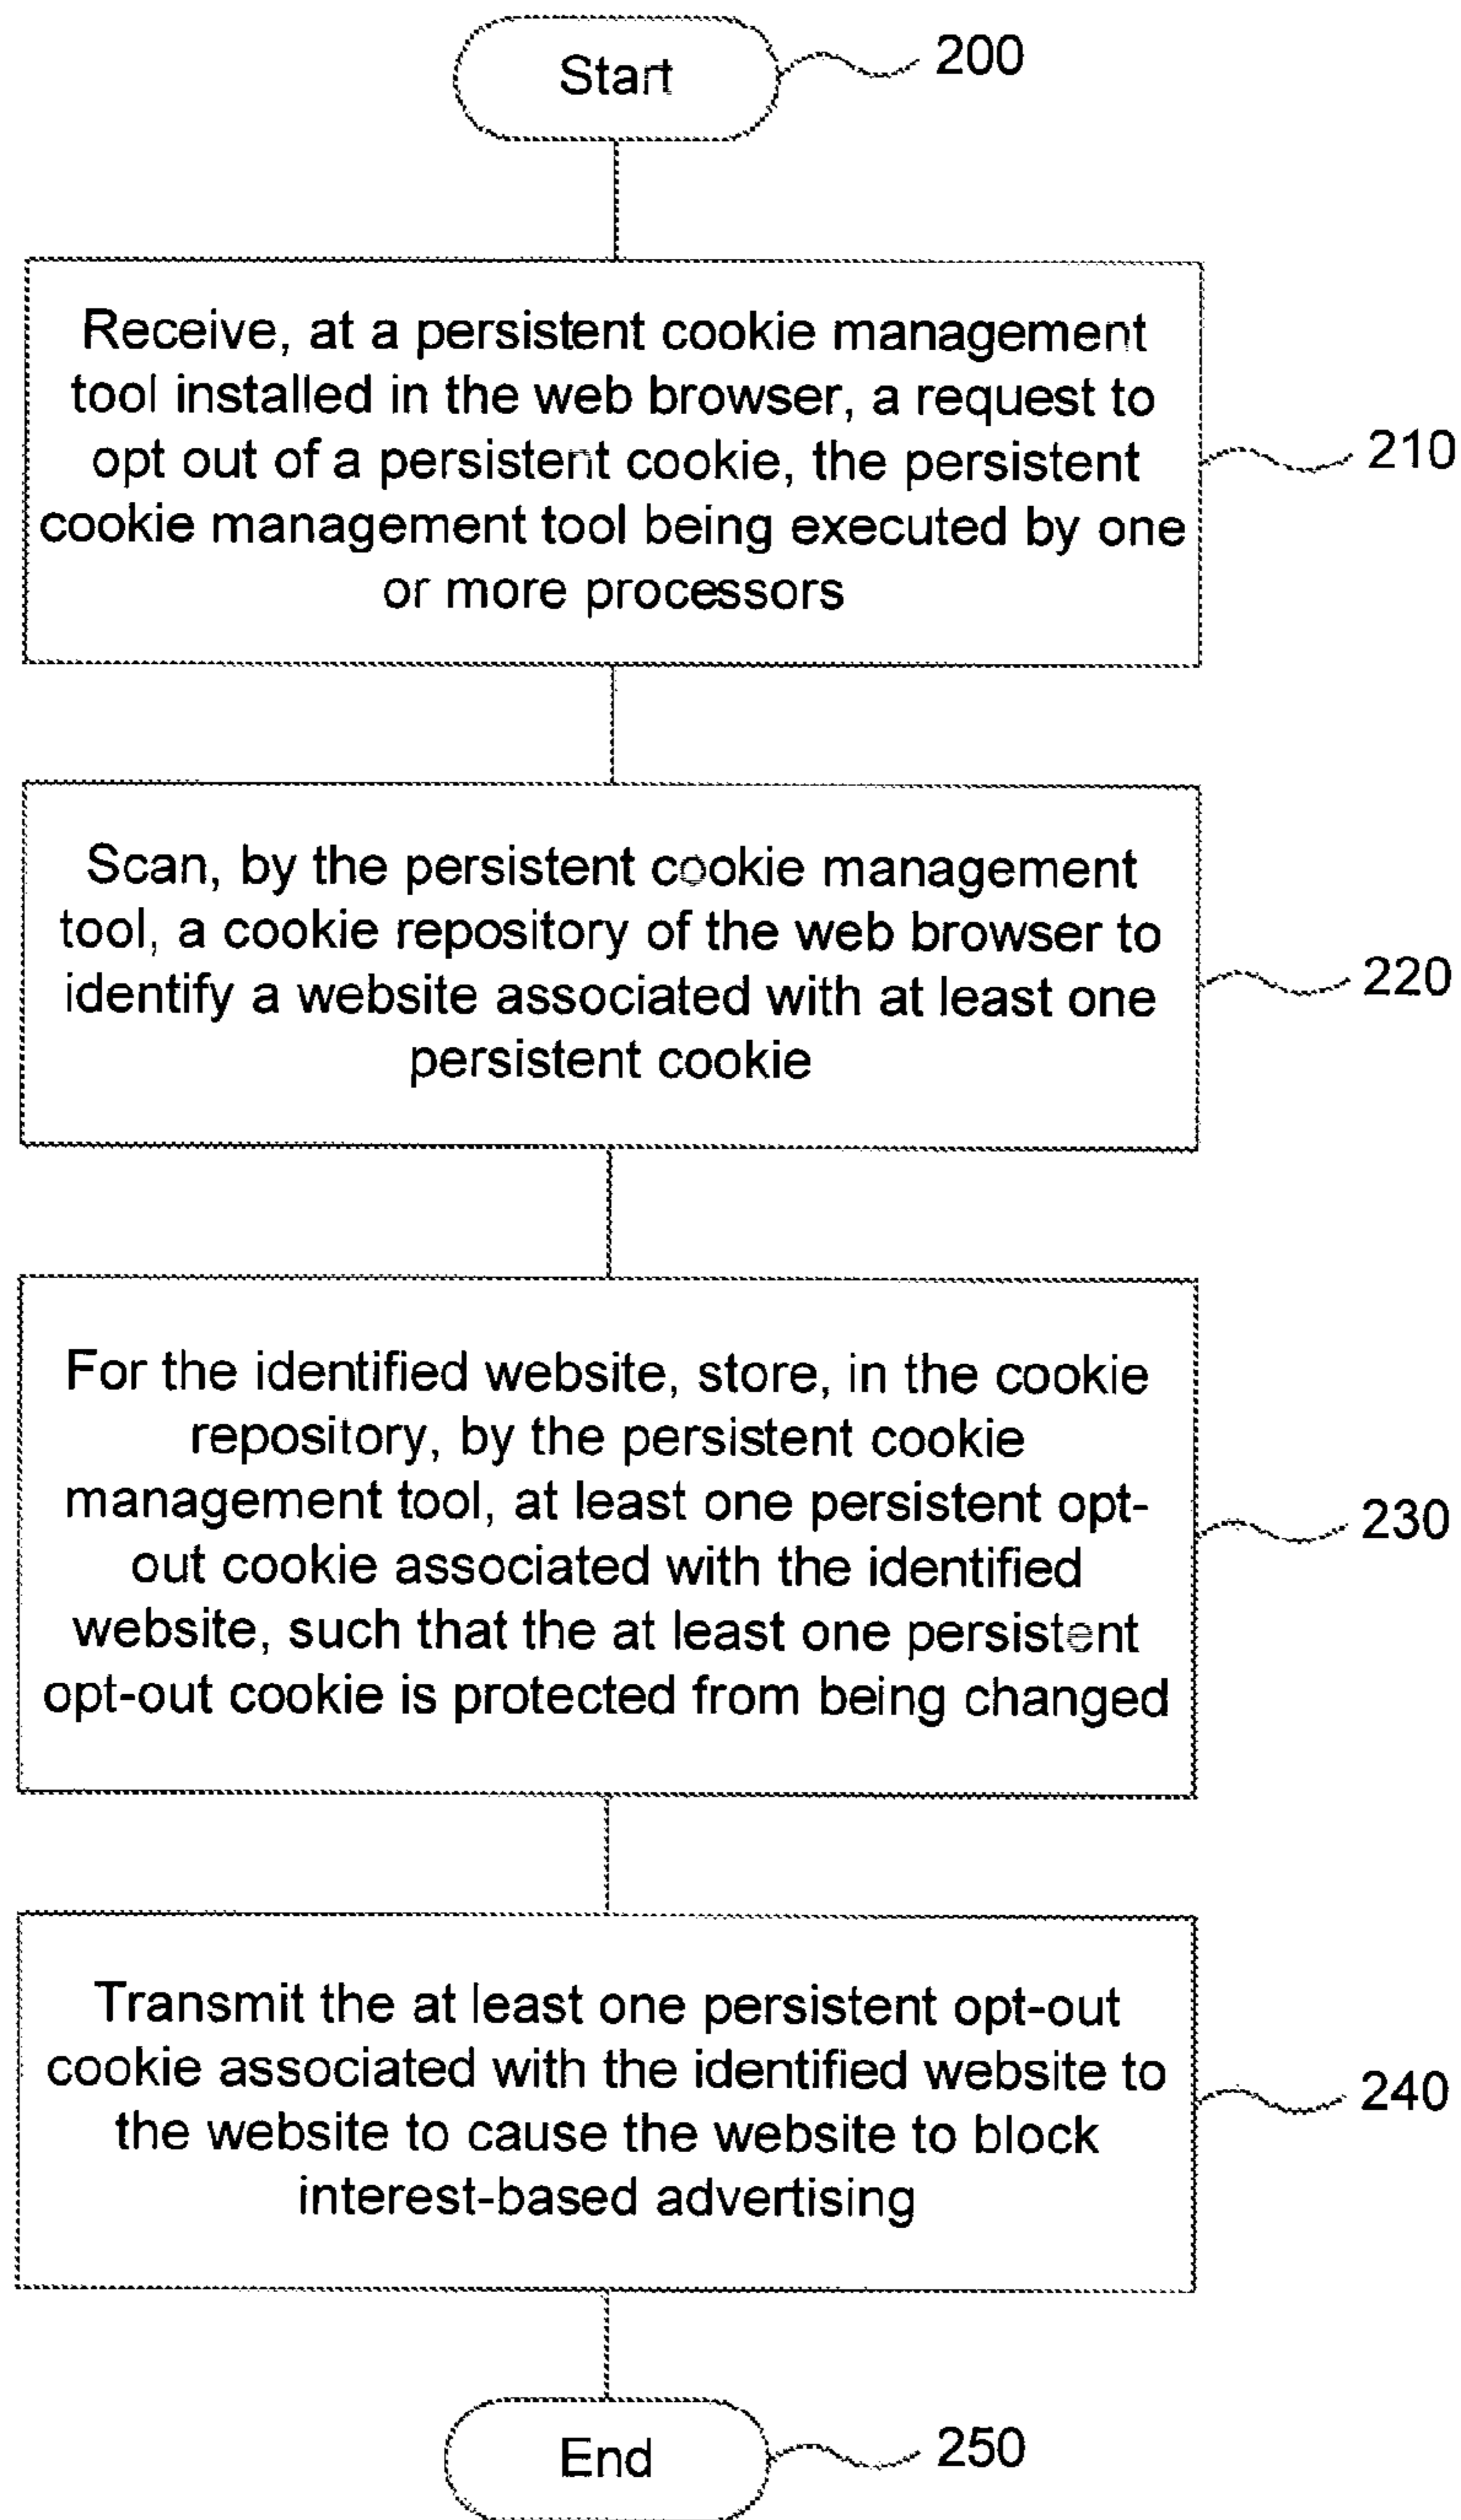 Start
200
Receive, at a persistent cookie management
tool installed in the web browser, a request to
opt out of a persistent cookie, the persistent
cookie management tool being executed by one
or more processors
210
Scan, by the persistent cookie management
tool, a cookie repository of the web browser to
identify a website associated with at least one
persistent cookie
220
For the identified website, store, in the cookie
repository, by the persistent cookie
management tool, at least one persistent opt-
out cookie associated with the identified
website, such that the at least one persistent
opt-out cookie is protected from being changed
230
Transmit the at least one persistent opt-out
cookie associated with the identified website to
the website to cause the website to block
interest-based advertising
240
End
250